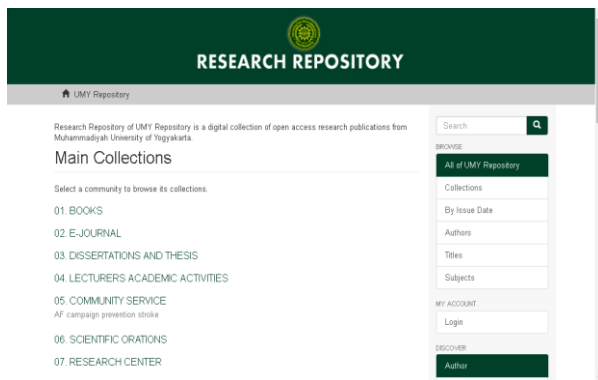 RESEARCH REPOSITORY
UMY Repository
Research Repository of UMY Repository is a digital collection of open access research publications from
Muhammadiyah University of Yogyakarta.
Main Collections
Select a community to browse its collections.
01. BOOKS
02. E-JOURNAL
03. DISSERTATIONS AND THESIS
04. LECTURERS ACADEMIC ACTIVITIES
05. COMMUNITY SERVICE
AF campaign prevention stroke
06. SCIENTIFIC ORATIONS
07. RESEARCH CENTER
Search
BROWSE
All of UMY Repository
Collections
By Issue Date
Authors
Titles
Subjects
MY ACCOUNT
Login
DISCOVER
Author